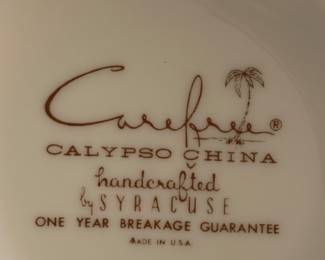 Carefree ®
CALYPSO CHINA
handcrafted
by SYRACUSE
ONE YEAR BREAKAGE GUARANTEE
MADE IN U.S.A.